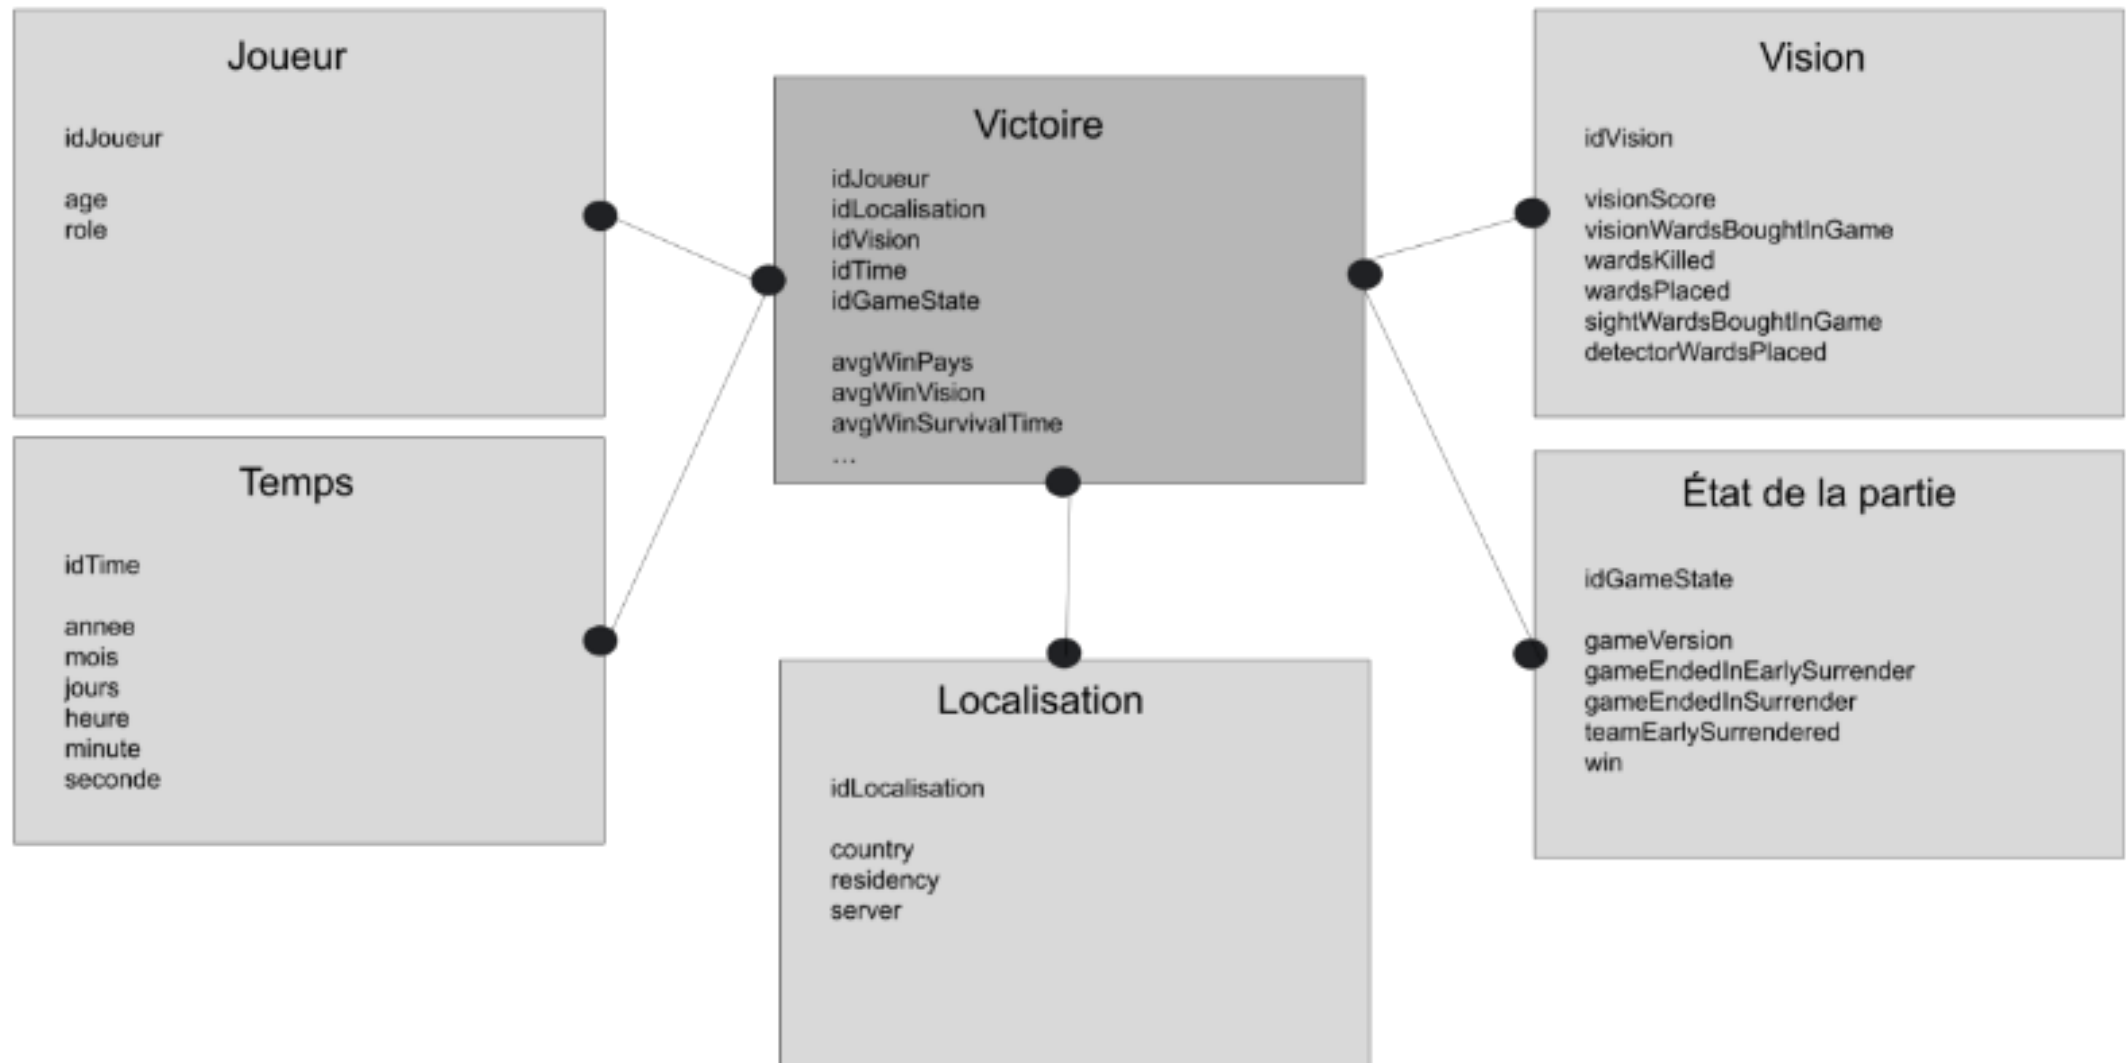 Joueur
idJoueur
age
role
Temps
idTime
annee
mois
jours
heure
minute
seconde
Victoire
idJoueur
idLocalisation
idVision
idTime
idGameState
avgWinPays
avgWinVision
avgWinSurvivalTime
...
Localisation
idLocalisation
country
residency
server
Vision
idVision
visionScore
visionWardsBoughtInGame
wardsKilled
wardsPlaced
sightWardsBoughtInGame
detectorWardsPlaced
État de la partie
idGameState
gameVersion
gameEndedInEarlySurrender
gameEndedInSurrender
teamEarlySurrendered
win